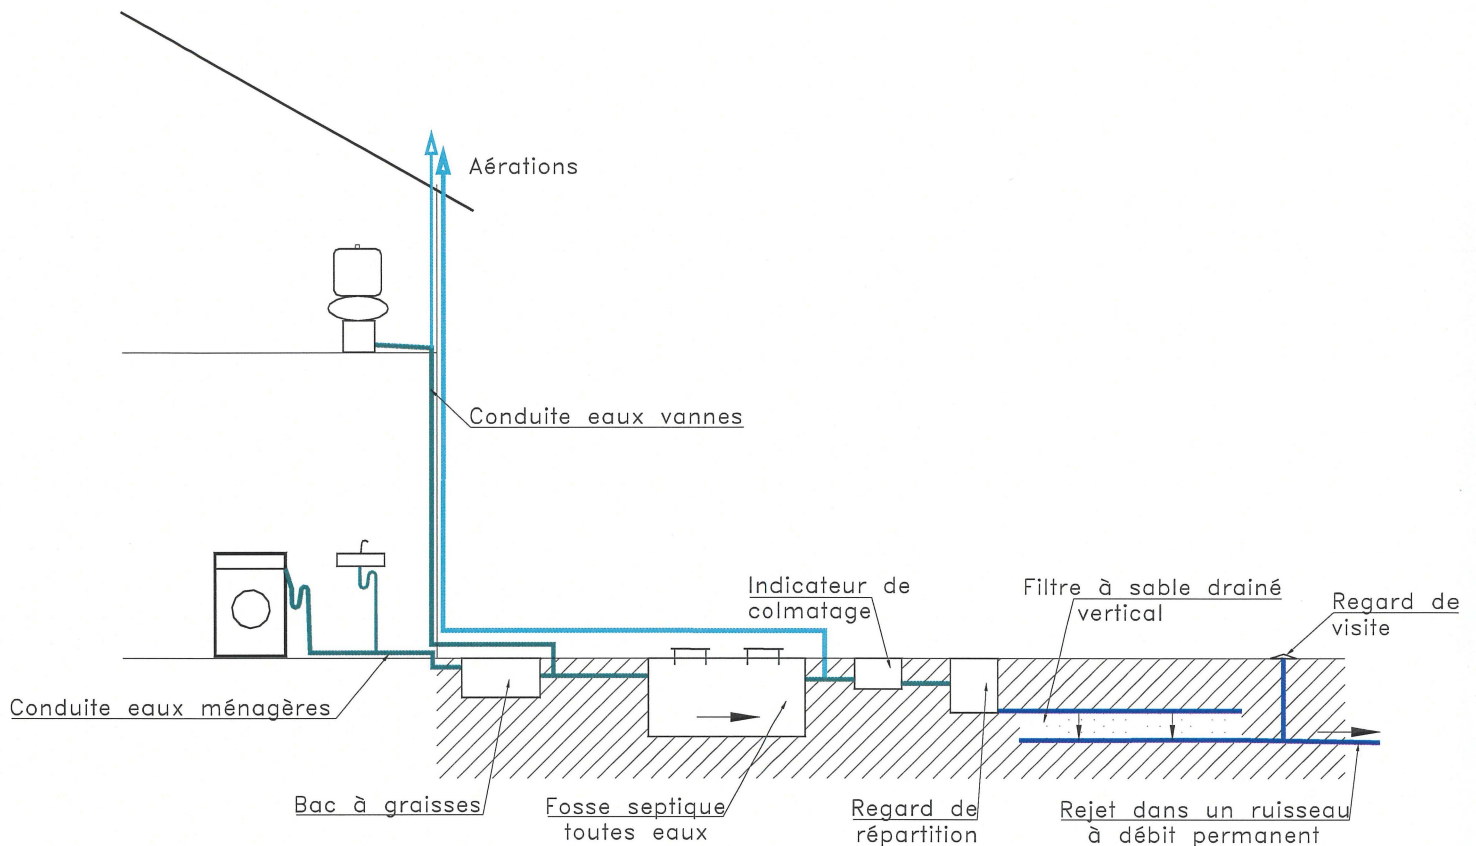 Aérations
Conduite eaux vannes
Indicateur de
colmatage
Filtre à sable drainé
vertical
Regard de
visite
Conduite eaux ménagères
Bac à graisses
Fosse septique
toutes eaux
Regard de
répartition
Rejet dans un ruisseau
à débit permanent